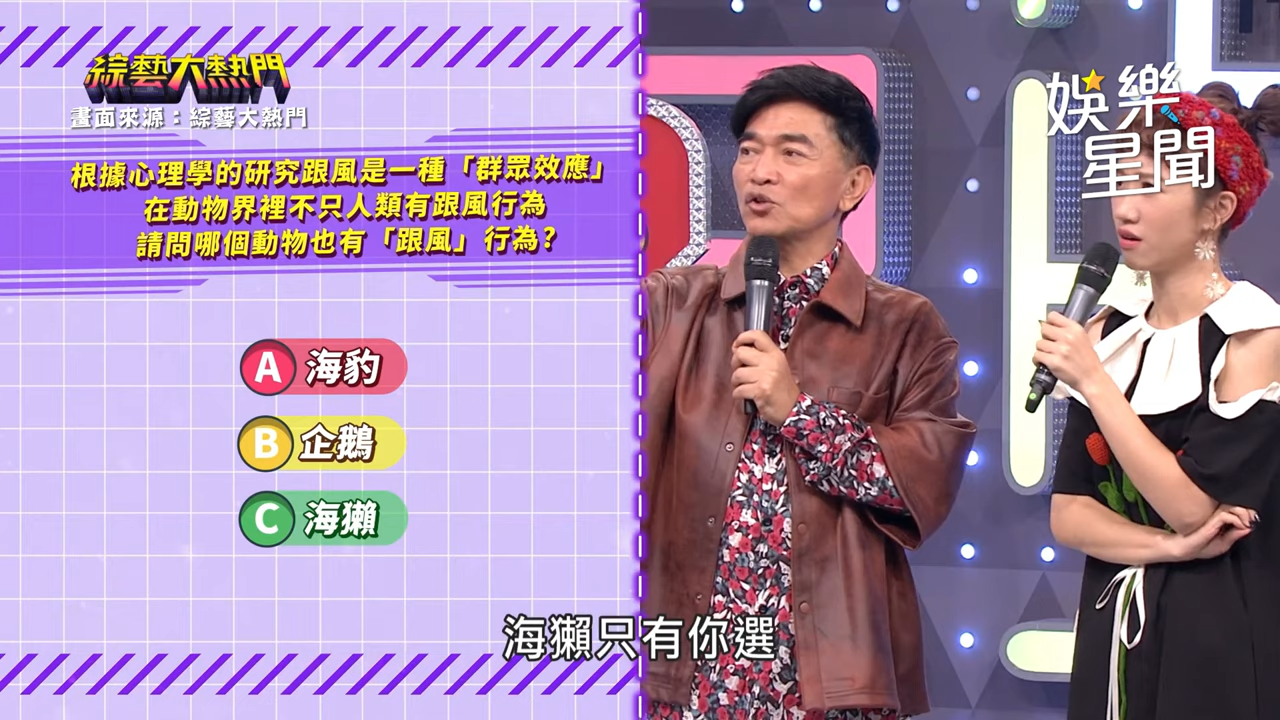 綜藝大熱門
畫面來源：綜藝大熱門
娛樂
星聞
根據心理學的研究跟風是一種「群眾效應」
在動物界裡不只人類有跟風行為
請問哪個動物也有「跟風」行為?
A 海豹
B 企鵝
C 海獺
海獺只有你選